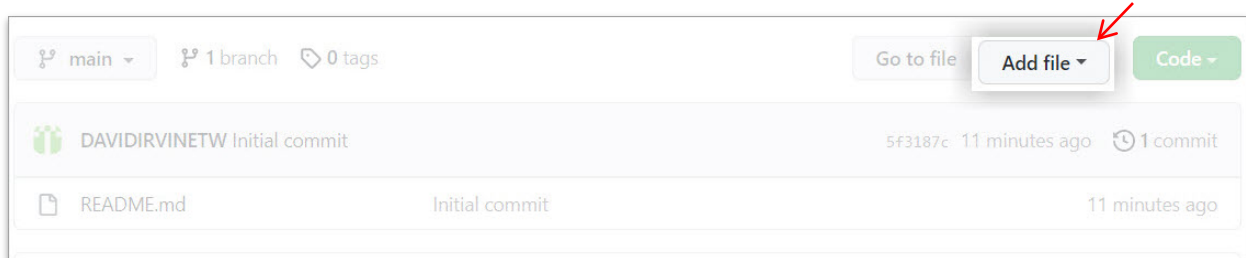 main 1 branch 0 tags Go to file Add file Code
DAVIDIRVINETW Initial commit 5f3187c 11 minutes ago 1 commit
README.md Initial commit 11 minutes ago